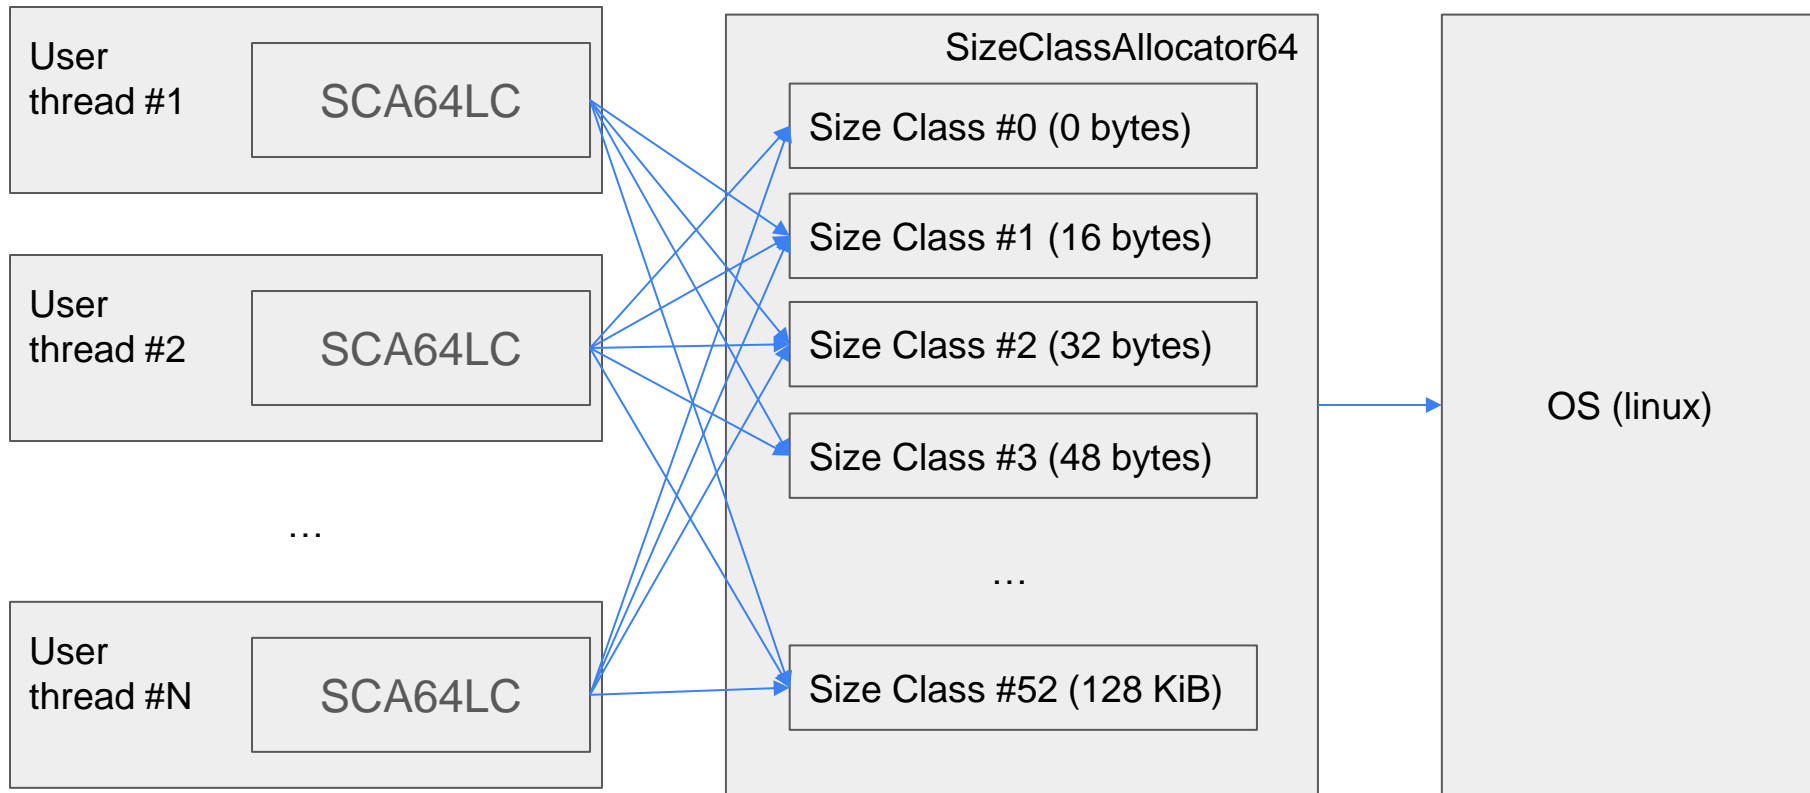 User
thread #1
SCA64LC
User
thread #2
SCA64LC
...
User
thread #N
SCA64LC
SizeClassAllocator64
Size Class #0 (0 bytes)
Size Class #1 (16 bytes)
Size Class #2 (32 bytes)
Size Class #3 (48 bytes)
...
Size Class #52 (128 KiB)
OS (linux)